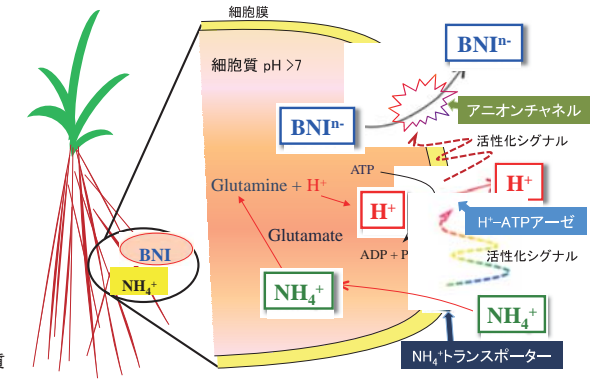 細胞膜
細胞質 pH >7
BNIⁿ⁻
BNIⁿ⁻
アニオンチャネル
活性化シグナル
ATP
H⁺
Glutamine + H⁺
H⁺
H⁺−ATPアーゼ
Glutamate
BNI
NH₄⁺
ADP + P
活性化シグナル
NH₄⁺
NH₄⁺
NH₄⁺トランスポーター
質